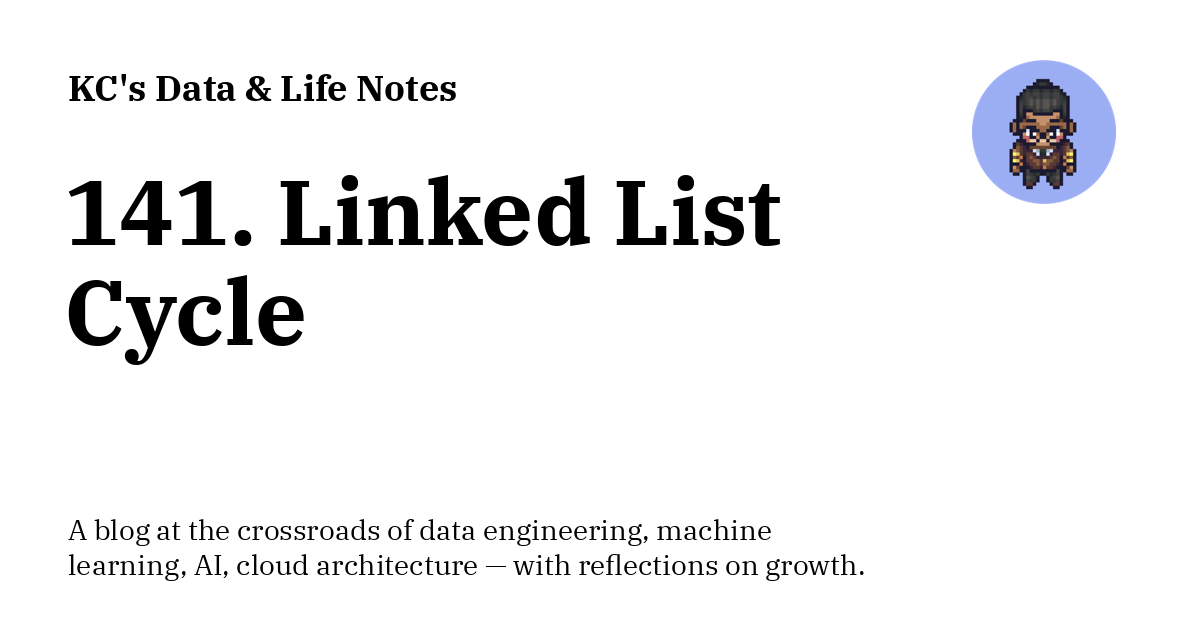 KC's Data & Life Notes
141. Linked List
Cycle
A blog at the crossroads of data engineering, machine
learning, AI, cloud architecture — with reflections on growth.